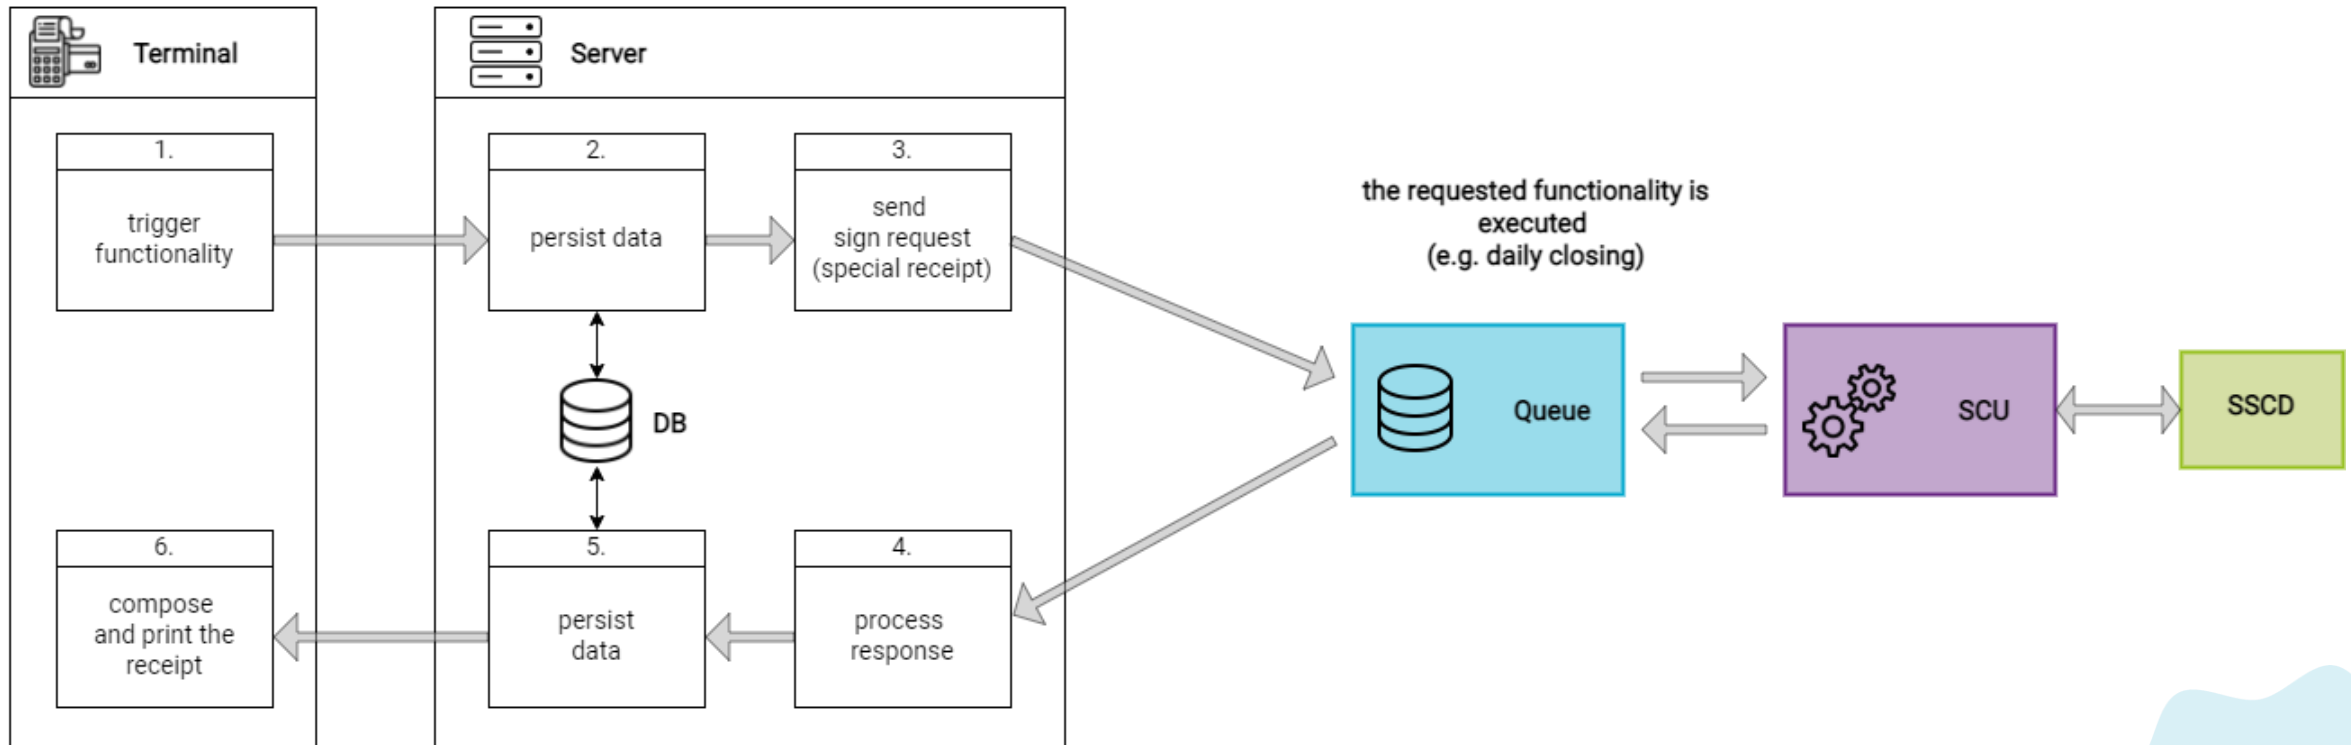 Terminal
Server
1.
trigger
functionality
2.
persist data
3.
send
sign request
(special receipt)
the requested functionality is
executed
(e.g. daily closing)
DB
Queue
SCU
SSCD
6.
compose
and print the
receipt
5.
persist
data
4.
process
response